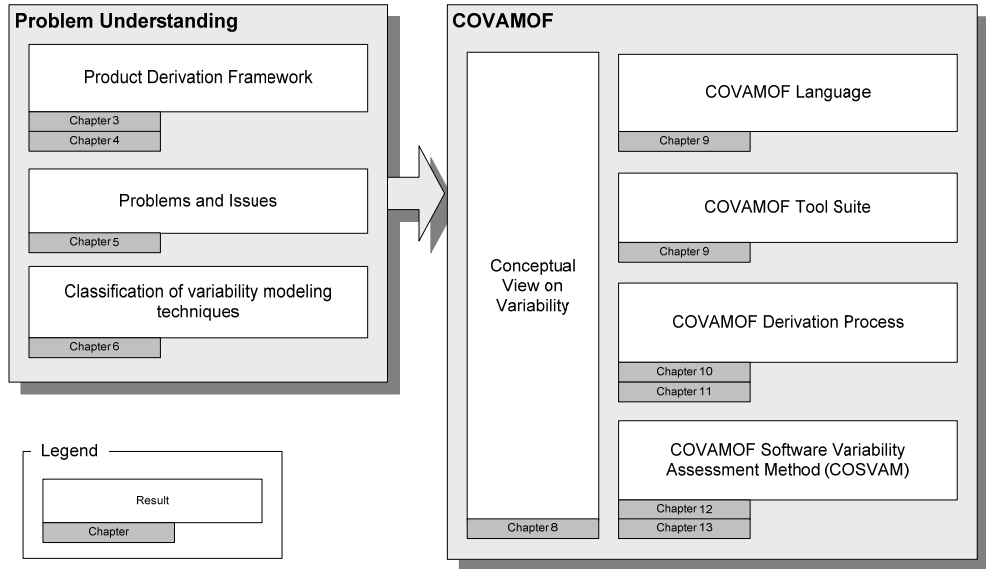 Problem Understanding
Product Derivation Framework
Chapter 3
Chapter 4
Problems and Issues
Chapter 5
Classification of variability modeling
techniques
Chapter 6
Legend
Result
Chapter
COVAMOF
Conceptual
View on
Variability
Chapter 8
COVAMOF Language
Chapter 9
COVAMOF Tool Suite
Chapter 9
COVAMOF Derivation Process
Chapter 10
Chapter 11
COVAMOF Software Variability
Assessment Method (COSVAM)
Chapter 12
Chapter 13